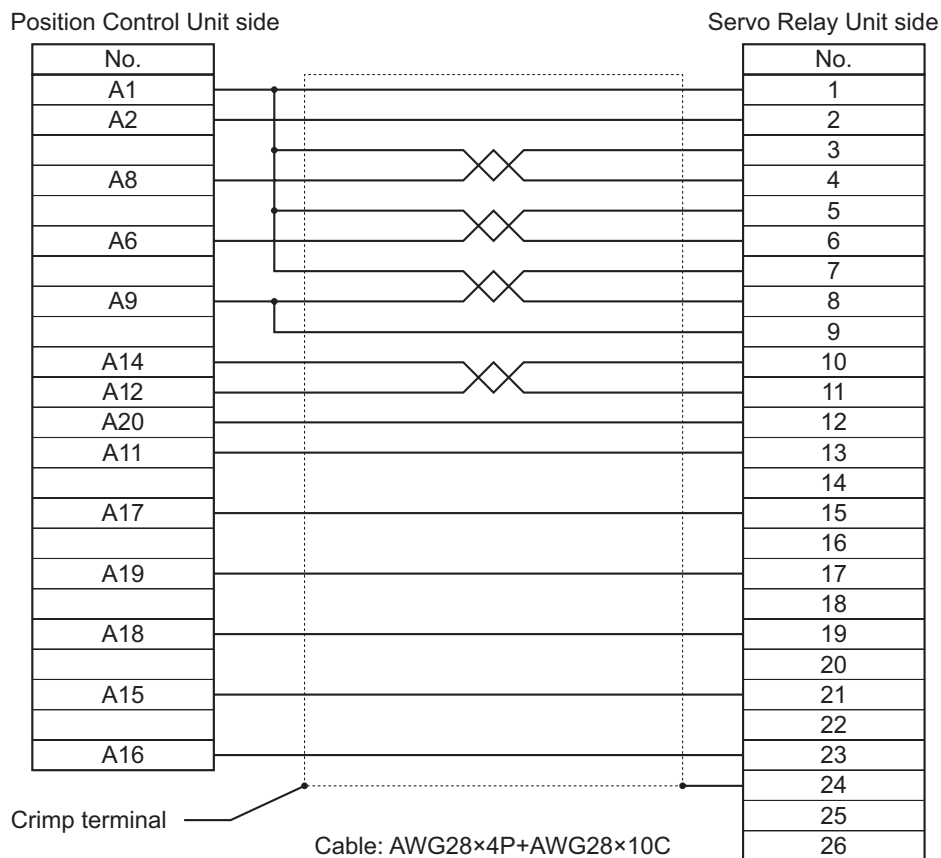 Position Control Unit side Servo Relay Unit side
No. No.
A1 1
A2 2
3
A8 4
5
A6 6
7
A9 8
9
A14 10
A12 11
A20 12
A11 13
14
A17 15
16
A19 17
18
A18 19
20
A15 21
22
A16 23
24
Crimp terminal 25
Cable: AWG28×4P+AWG28×10C 26